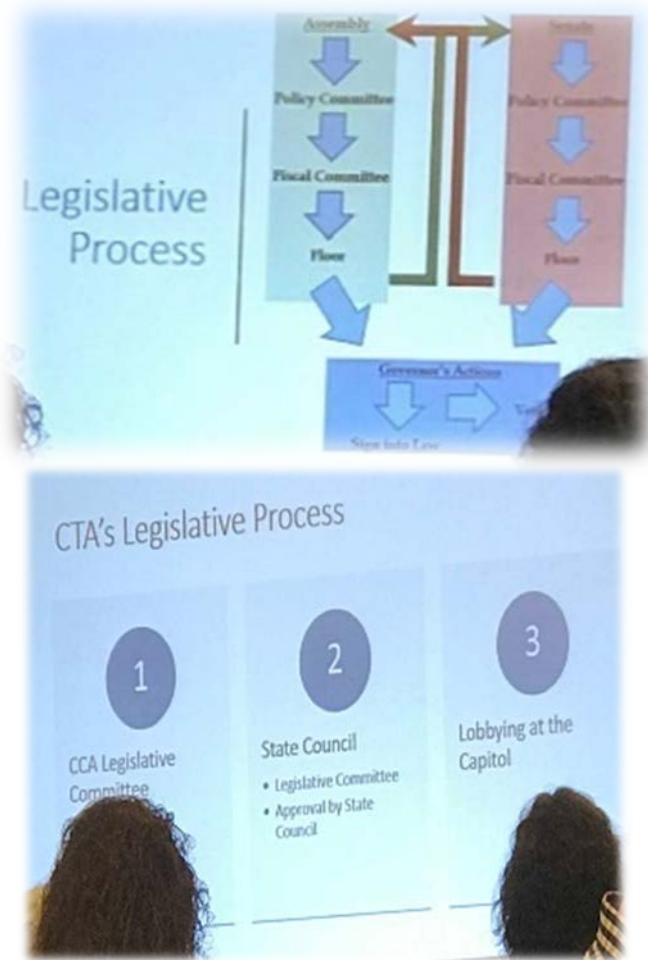 Legislative
Process
Assembly
Policy Committee
Fiscal Committee
Floor
Senate
Policy Committee
Fiscal Committee
Floor
Governor's Actions
Sign into Law
CTA's Legislative Process
1
CCA Legislative
Committee
2
State Council
• Legislative Committee
• Approval by State
Council
3
Lobbying at the
Capitol